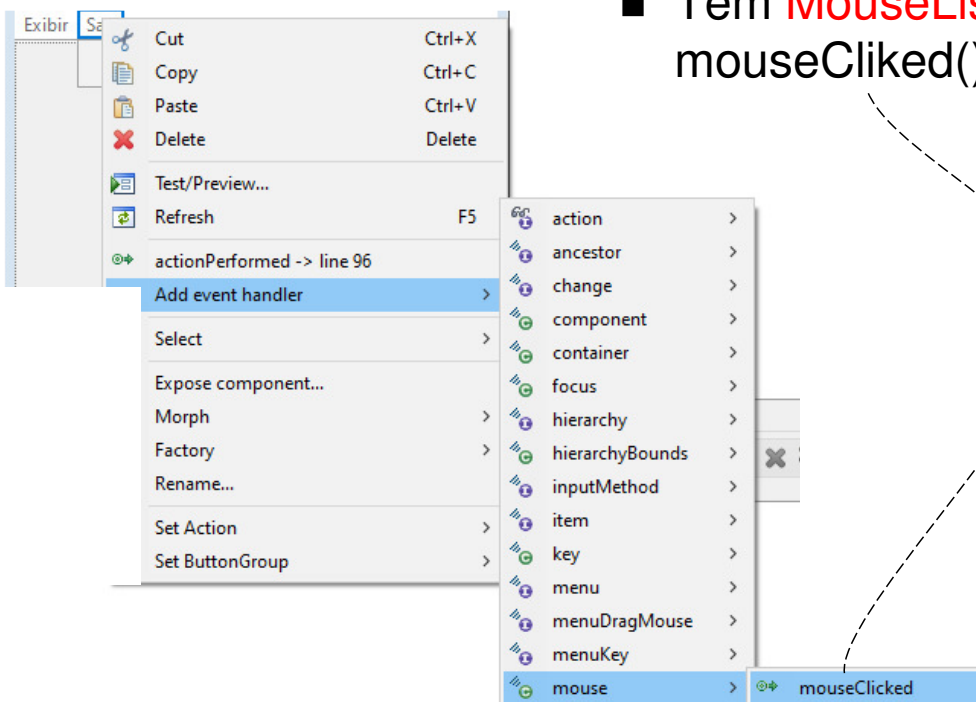 ■ Tem MouseLis
mouseCliked()
Exibir
Cut Ctrl+X
Copy Ctrl+C
Paste Ctrl+V
Delete Delete
Test/Preview...
Refresh F5
actionPerformed -> line 96
Add event handler >
Select >
Expose component...
Morph >
Factory >
Rename...
Set Action >
Set ButtonGroup >
action >
ancestor >
change >
component >
container >
focus >
hierarchy >
hierarchyBounds >
inputMethod >
item >
key >
menu >
menuDragMouse >
menuKey >
mouse >
mouseClicked